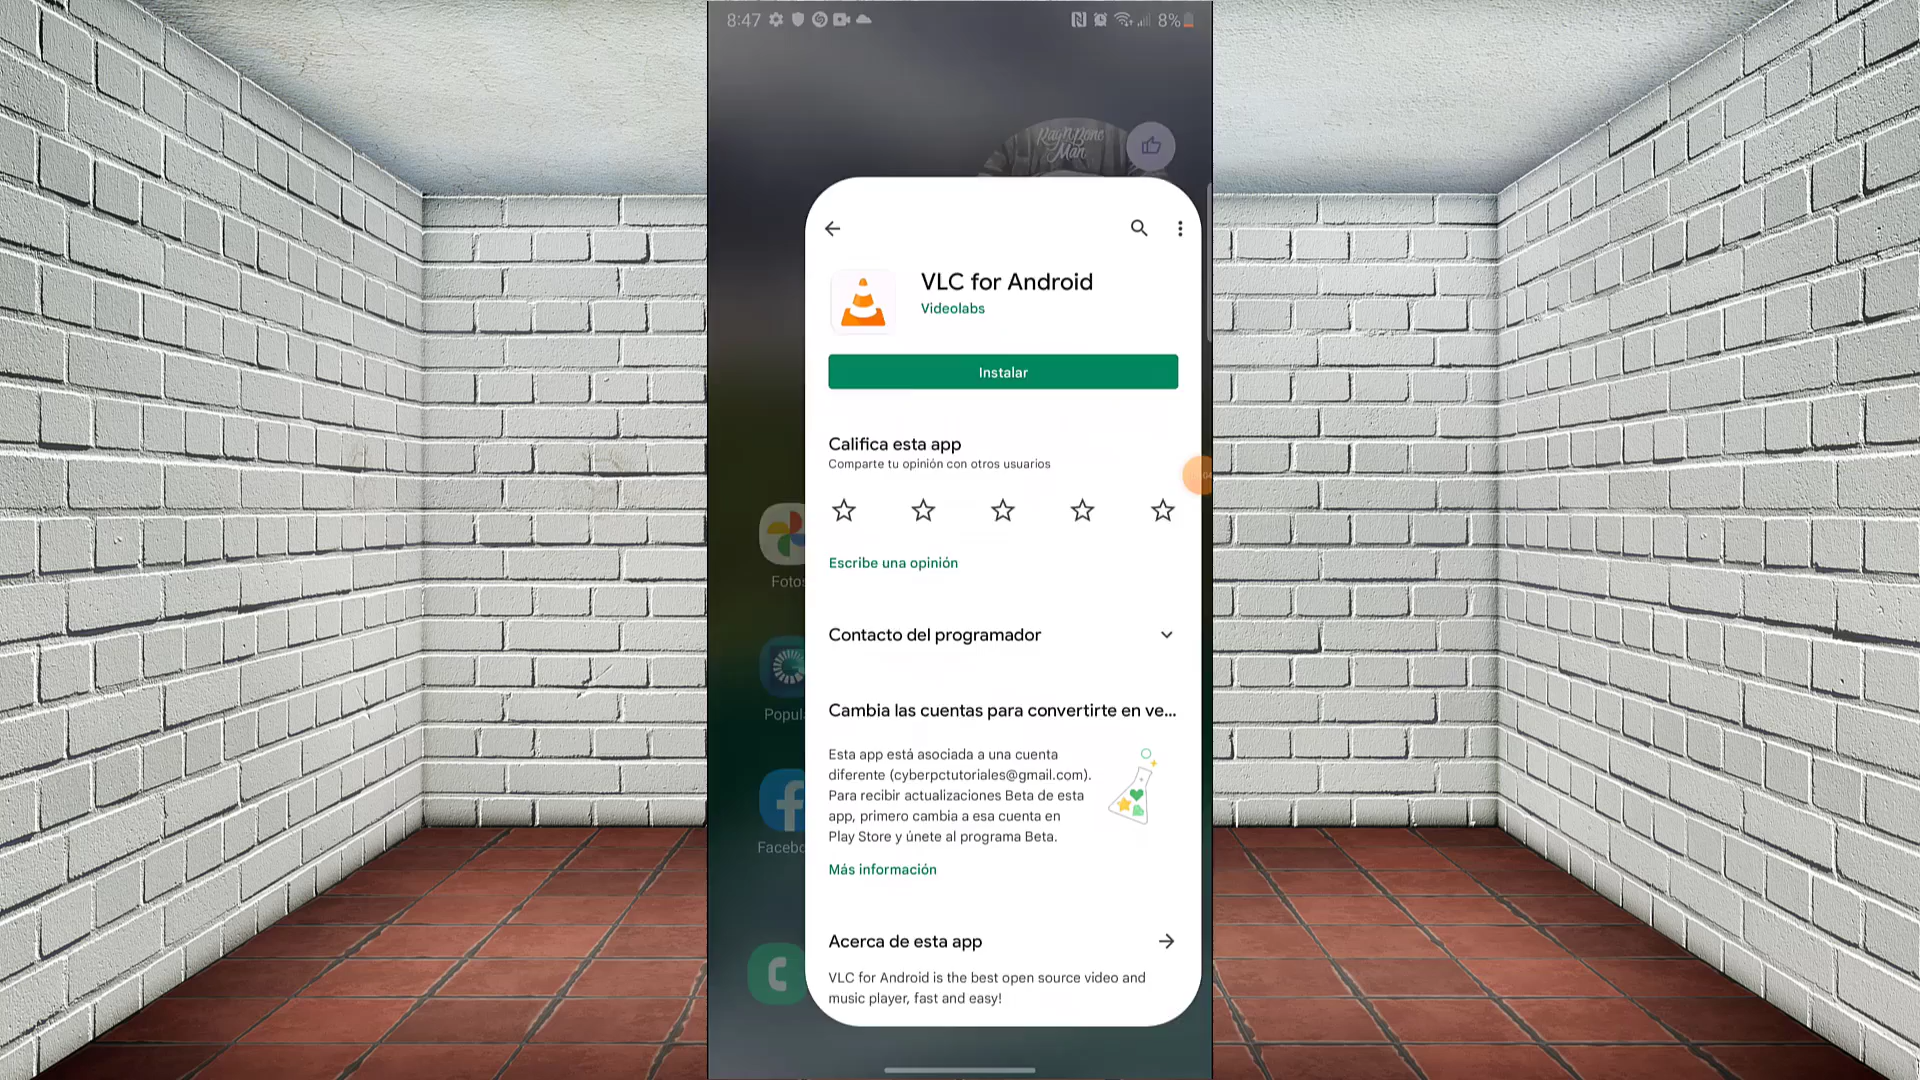 8:47
8%
Rag'n'Bone
Man
VLC for Android
Videolabs
Instalar
Califica esta app
Comparte tu opinión con otros usuarios
Escribe una opinión
Fotos
Contacto del programador
Popul
Cambia las cuentas para convertirte en ve...
Esta app está asociada a una cuenta
diferente (cyberpctutoriales@gmail.com).
Para recibir actualizaciones Beta de esta
app, primero cambia a esa cuenta en
Play Store y únete al programa Beta.
Facebo
Más información
Acerca de esta app
VLC for Android is the best open source video and
music player, fast and easy!